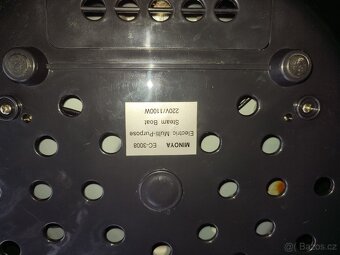 MINOYA EC-3008
Electric Multi-Purpose
Steam Boat
220V/1100W
Bazos.cz